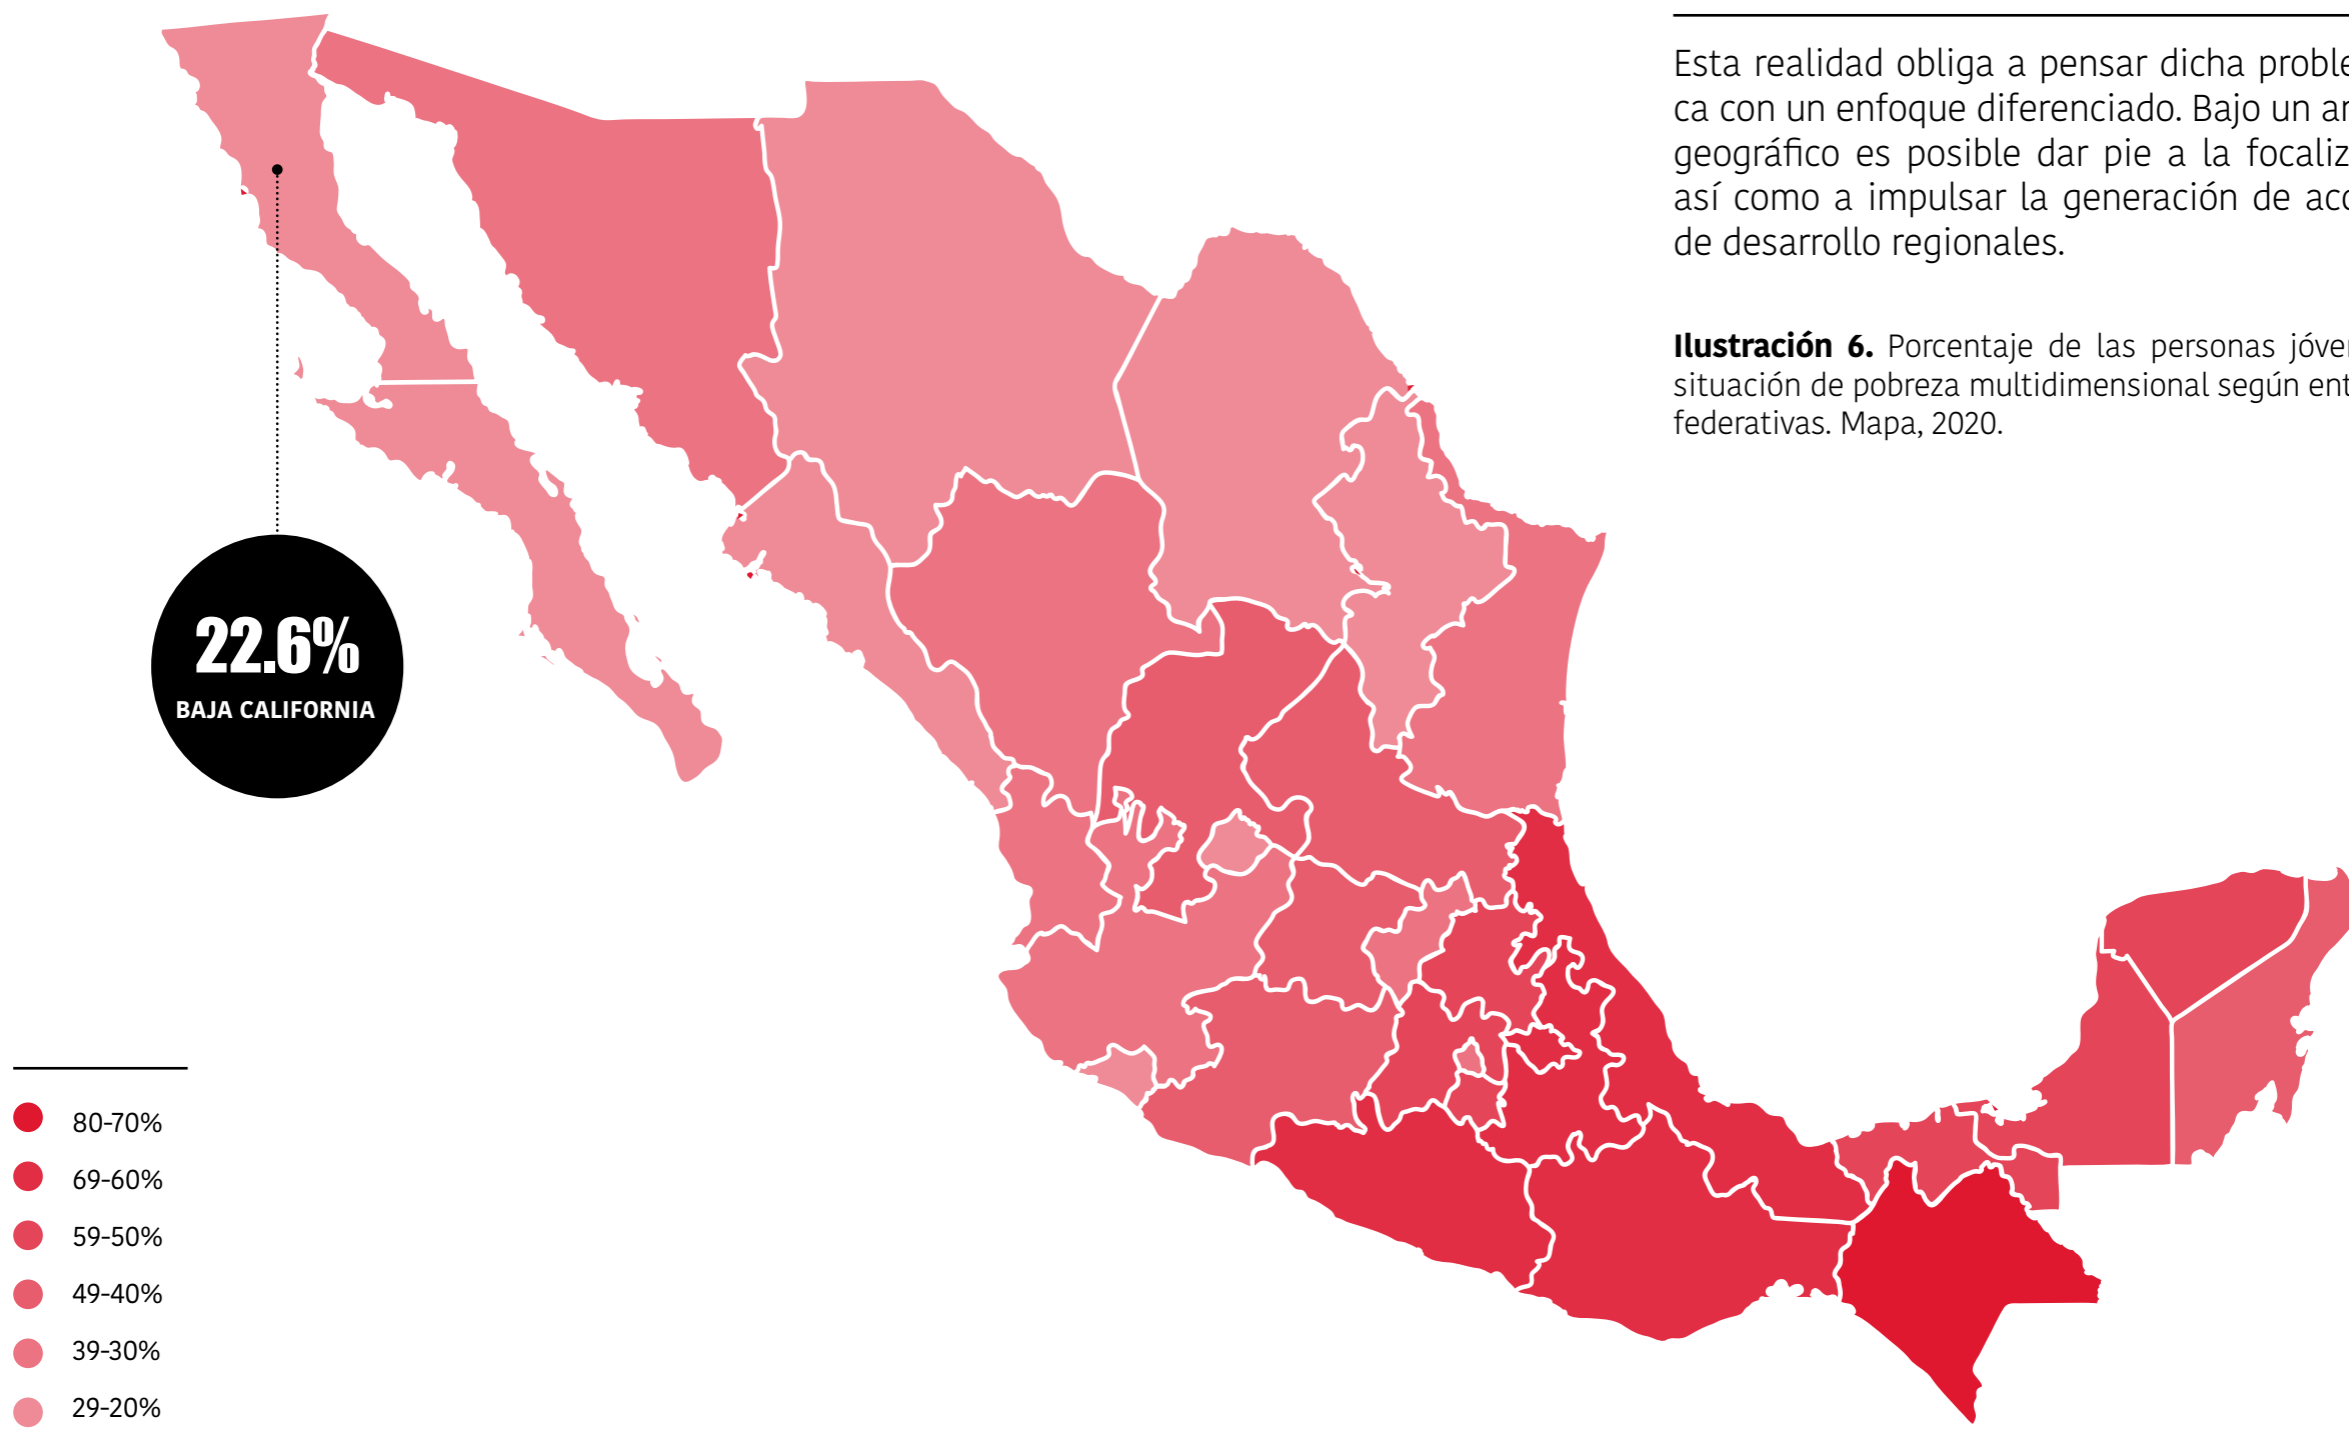 Esta realidad obliga a pensar dicha proble
ca con un enfoque diferenciado. Bajo un
geográfico es posible dar pie a la focaliz
así como a impulsar la generación de acc
de desarrollo regionales.
Ilustración 6. Porcentaje de las personas jóver
situación de pobreza multidimensional según ent
federativas. Mapa, 2020.
22.6%
BAJA CALIFORNIA
80-70%
69-60%
59-50%
49-40%
39-30%
29-20%